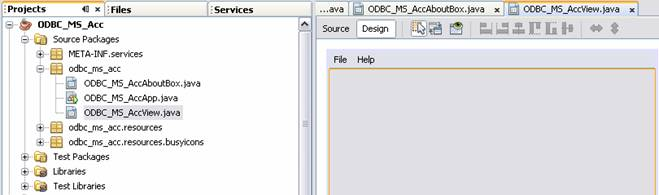 Projects Files Services
ODBC_MS_Acc
Source Packages
META-INF.services
odbc_ms_acc
ODBC_MS_AccAboutBox.java
ODBC_MS_AccApp.java
ODBC_MS_AccView.java
odbc_ms_acc.resources
odbc_ms_acc.resources.busyicons
Test Packages
Libraries
Test Libraries
...ava ODBC_MS_AccAboutBox.java ODBC_MS_AccView.java
Source Design
File Help